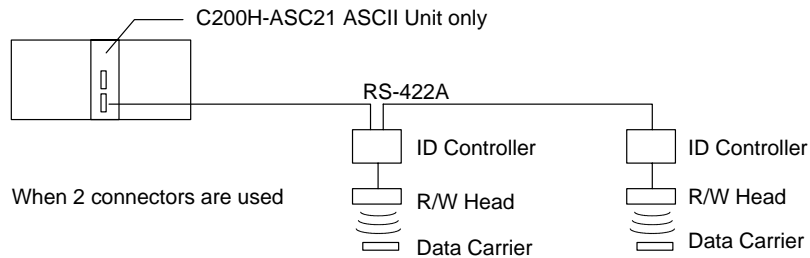 C200H-ASC21 ASCII Unit only
RS-422A
ID Controller
ID Controller
When 2 connectors are used
R/W Head
R/W Head
Data Carrier
Data Carrier